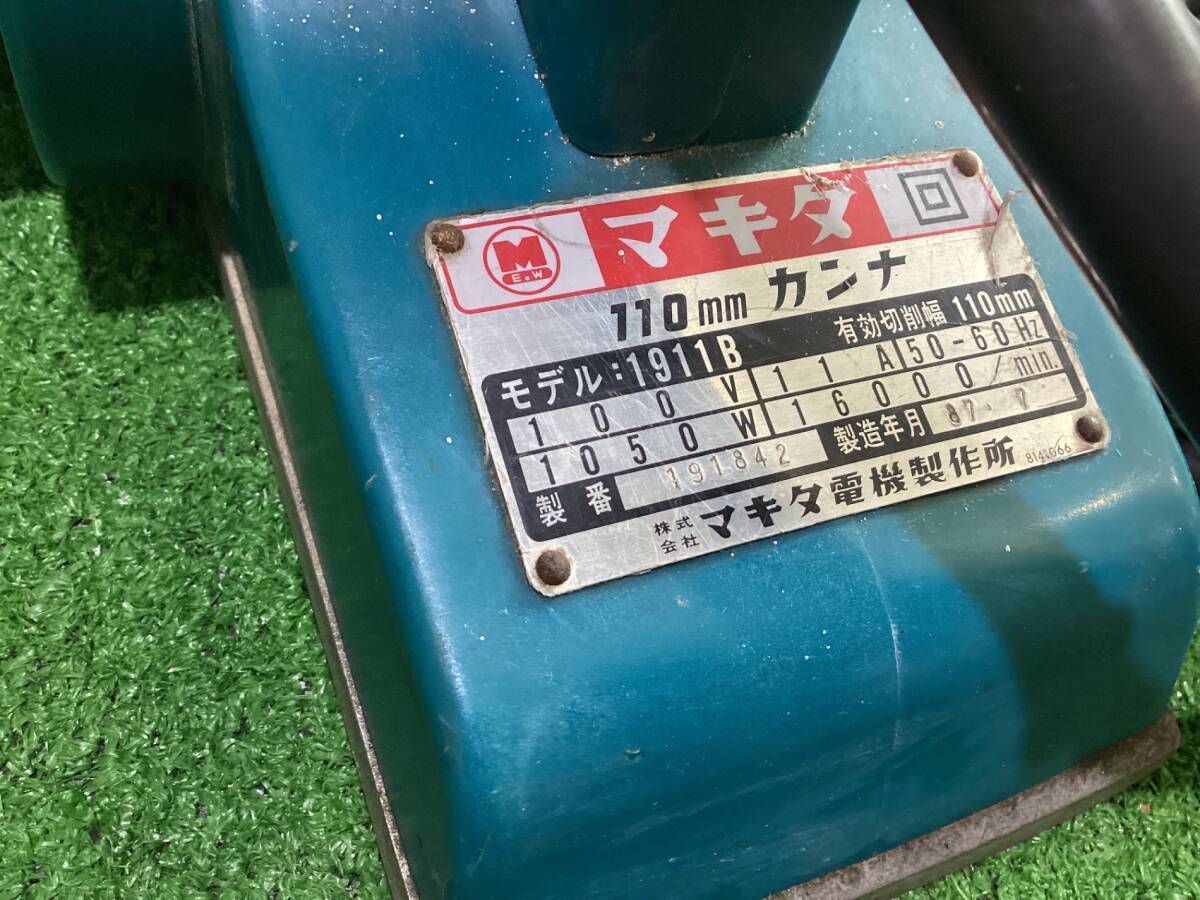 M
E.W
マキタ
110mm カンナ
モデル:1911B 有効切削幅 110mm
100V 11A 50-60Hz
1050W 16000/min
製番 191842 製造年月 87.7
株式会社 マキタ電機製作所 814J066